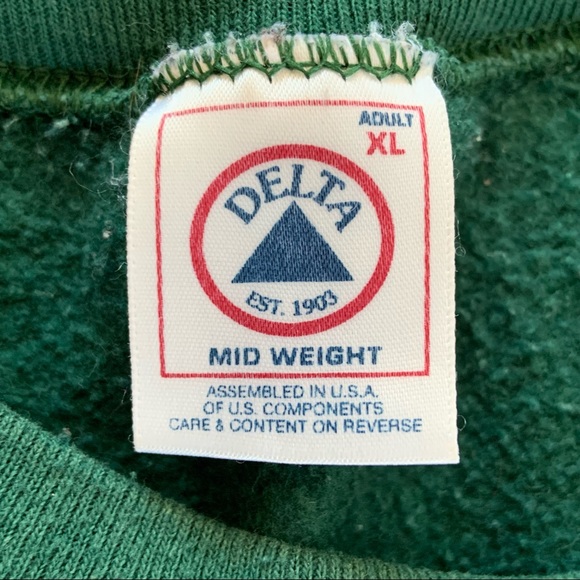 ADULT
XL
DELTA
EST. 1903
MID WEIGHT
ASSEMBLED IN U.S.A.
OF U.S. COMPONENTS
CARE & CONTENT ON REVERSE